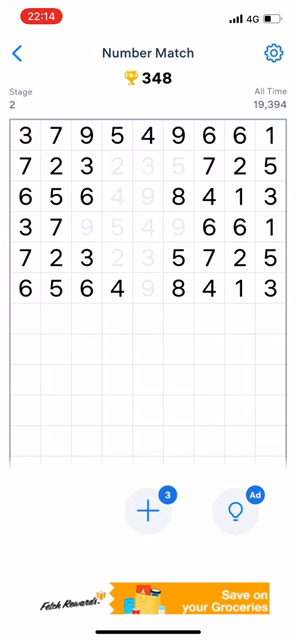 22:14
4G
Number Match
348
Stage
2
All Time
19,394
3 7 9 5 4 9 6 6 1
7 2 3 2 3 5 7 2 5
6 5 6 4 9 8 4 1 3
3 7 9 5 4 9 6 6 1
7 2 3 2 3 5 7 2 5
6 5 6 4 9 8 4 1 3
3
Ad
Fetch Rewards.
Save on
your Groceries